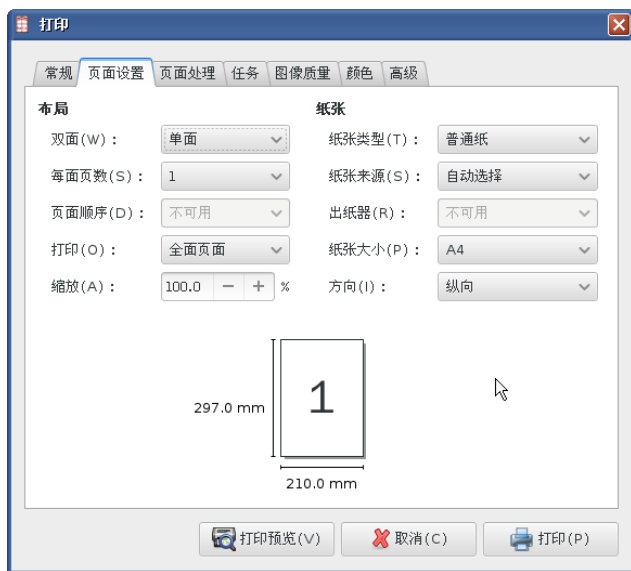 打印
常规 页面设置 页面处理 任务 图像质量 颜色 高级
布局 纸张
双面(W)： 单面 纸张类型(T)： 普通纸
每面页数(S)： 1 纸张来源(S)： 自动选择
页面顺序(D)： 不可用 出纸器(R)： 不可用
打印(O)： 全面页面 纸张大小(P)： A4
缩放(A)： 100.0 − + % 方向(I)： 纵向
1
297.0 mm
210.0 mm
打印预览(V) 取消(C) 打印(P)